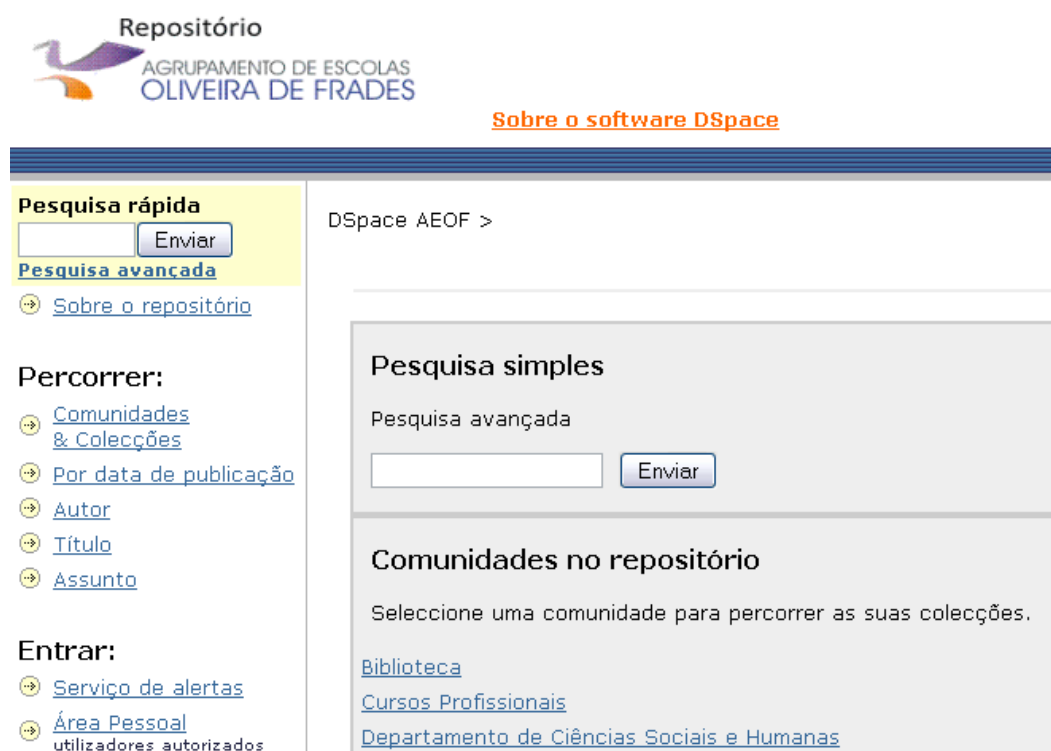 Repositório
AGRUPAMENTO DE ESCOLAS
OLIVEIRA DE FRADES
Sobre o software DSpace
Pesquisa rápida
Enviar
Pesquisa avançada
Sobre o repositório
Percorrer:
Comunidades
& Colecções
Por data de publicação
Autor
Título
Assunto
Entrar:
Serviço de alertas
Área Pessoal
utilizadores autorizados
DSpace AEOF >
Pesquisa simples
Pesquisa avançada
Enviar
Comunidades no repositório
Seleccione uma comunidade para percorrer as suas colecções.
Biblioteca
Cursos Profissionais
Departamento de Ciências Sociais e Humanas